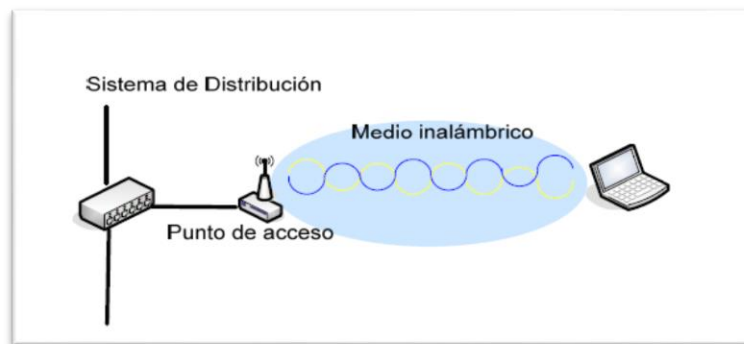 Sistema de Distribución
Medio inalámbrico
Punto de acceso